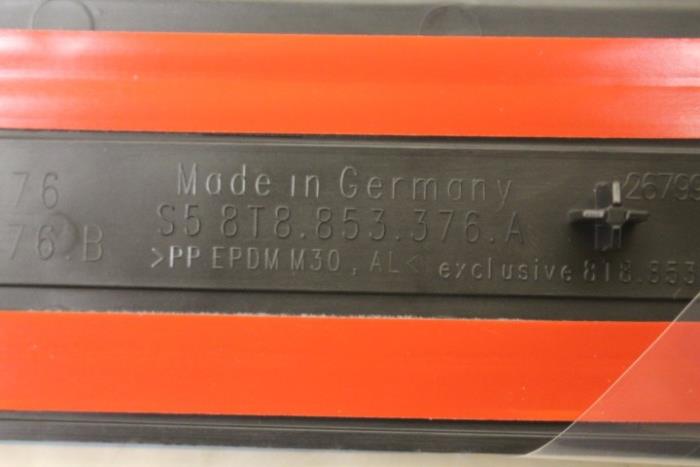 76
76.B
Made in Germany
S5 8T8.853.376.A
>PP EPDM M30, AL<
exclusive 8T8.853
26799